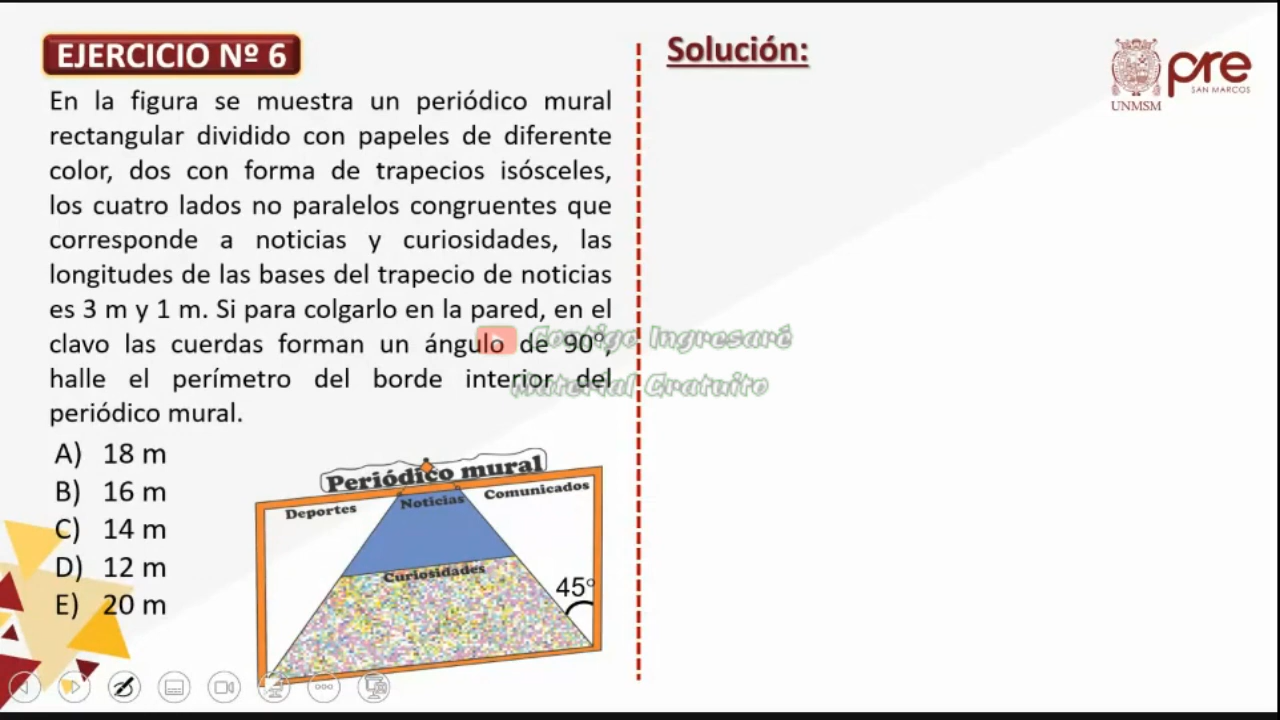 EJERCICIO Nº 6
En la figura se muestra un periódico mural
rectangular dividido con papeles de diferente
color, dos con forma de trapecios isósceles,
los cuatro lados no paralelos congruentes que
corresponde a noticias y curiosidades, las
longitudes de las bases del trapecio de noticias
es 3 m y 1 m. Si para colgarlo en la pared, en el
clavo las cuerdas forman un ángulo de 90º,
halle el perímetro del borde interior del
periódico mural.
A) 18 m
B) 16 m
C) 14 m
D) 12 m
E) 20 m
Periódico mural
Deportes
Noticias
Comunicados
Curiosidades
45º
Solución:
pre
SAN MARCOS
UNMSM
Contigo Ingresaré
Material Gratuito